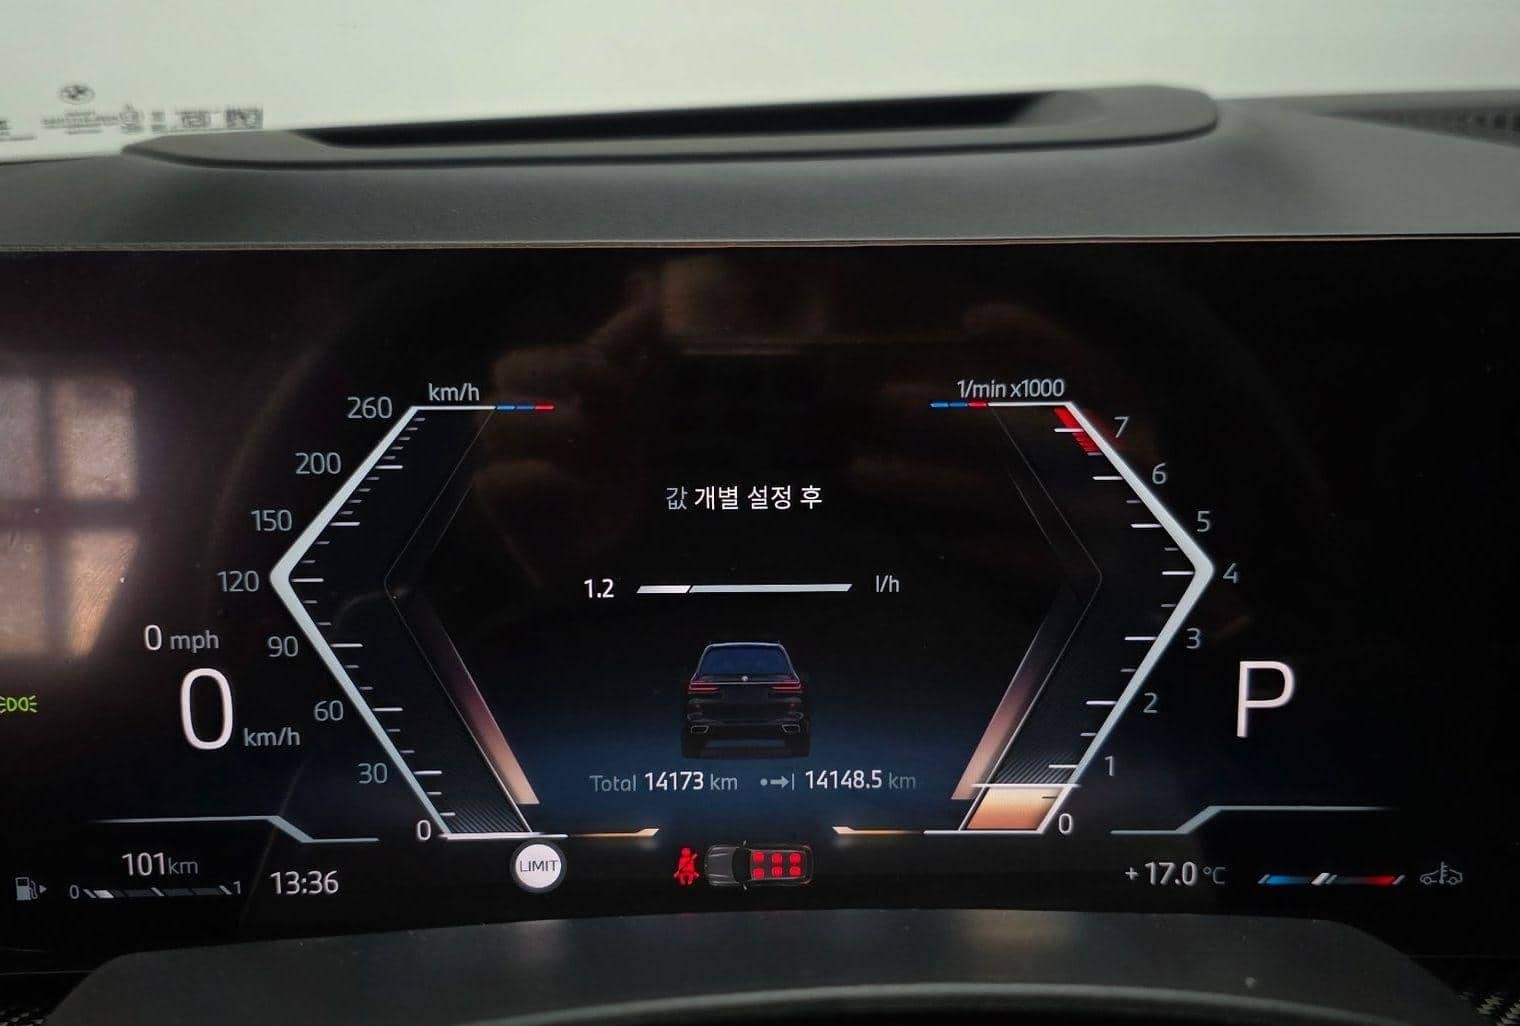 km/h
1/min x1000
260
200
150
120
90
60
30
0
7
6
5
4
3
2
1
0
값 개별 설정 후
1.2 l/h
0 mph
0 km/h
P
Total 14173 km 14148.5 km
101km
0 1
13:36
LIMIT
+17.0 °C